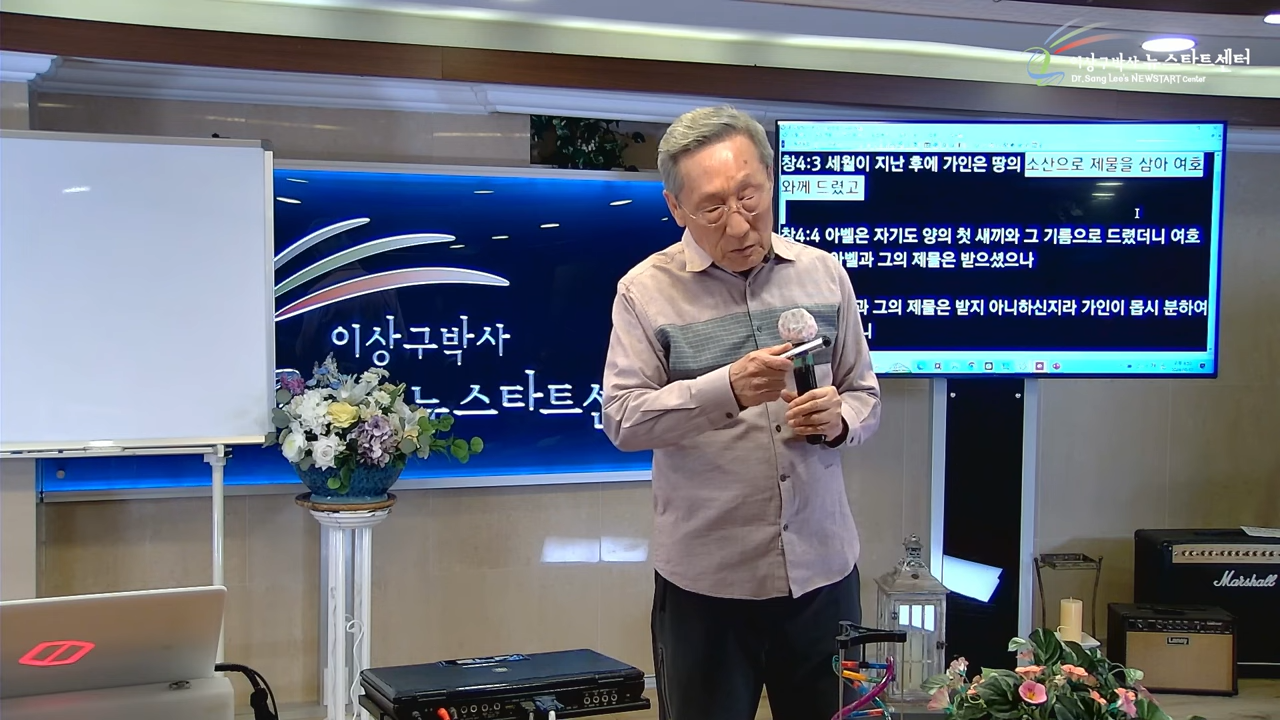 이상구박사 뉴스타트센터
Dr. Sang Lee's NEWSTART Center
창4:3 세월이 지난 후에 가인은 땅의 소산으로 제물을 삼아 여호
와께 드렸고
창4:4 아벨은 자기도 양의 첫 새끼와 그 기름으로 드렸더니 여호
아벨과 그의 제물은 받으셨으나
과 그의 제물은 받지 아니하신지라 가인이 몹시 분하여
니
이상구박사
뉴스타트센
Marshall
Laney